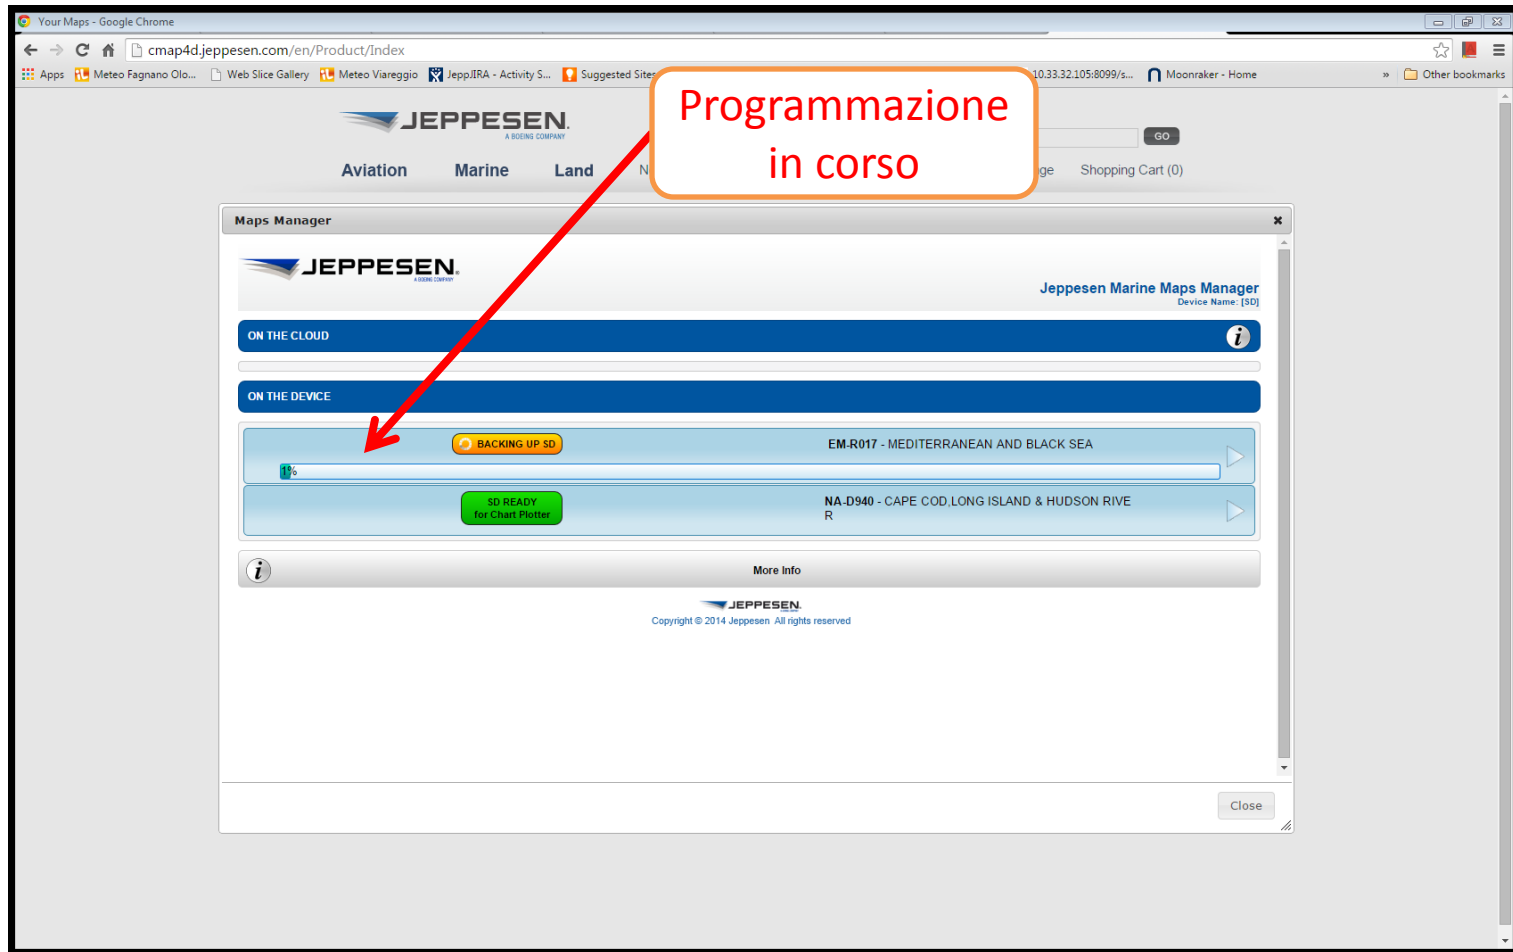 Your Maps - Google Chrome
cmap4d.jeppesen.com/en/Product/Index
Apps Meteo Fagnano Olo... Web Slice Gallery Meteo Viareggio JeppJIRA - Activity S... Suggested Sites 10.33.32.105:8099/s... Moonraker - Home » Other bookmarks
Programmazione
in corso
JEPPESEN.
A BOEING COMPANY
GO
Aviation Marine Land Shopping Cart (0)
Maps Manager
JEPPESEN.
A BOEING COMPANY
Jeppesen Marine Maps Manager
Device Name: [SD]
ON THE CLOUD
ON THE DEVICE
BACKING UP SD EM-R017 - MEDITERRANEAN AND BLACK SEA
1%
SD READY
for Chart Plotter
NA-D940 - CAPE COD,LONG ISLAND & HUDSON RIVE
R
More Info
JEPPESEN.
Copyright © 2014 Jeppesen All rights reserved
Close